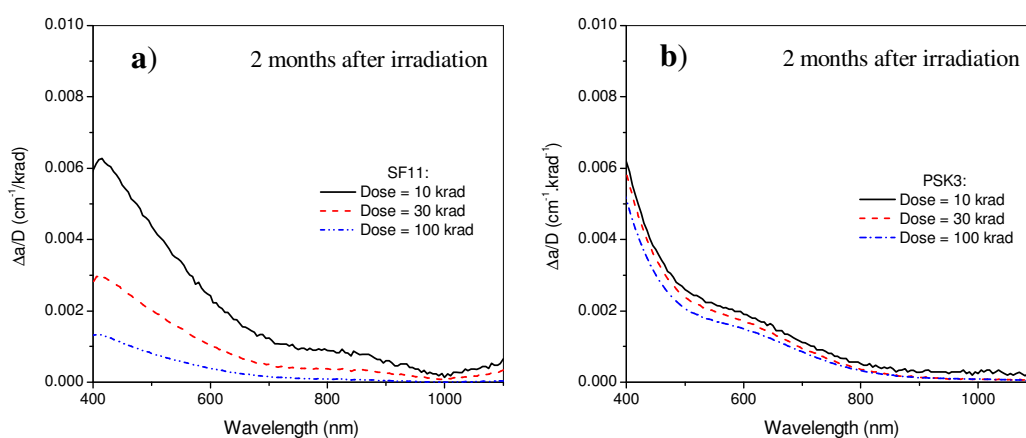 a)
2 months after irradiation
SF11:
Dose = 10 krad
Dose = 30 krad
Dose = 100 krad
Δa/D (cm⁻¹/krad)
0.010
0.008
0.006
0.004
0.002
0.000
400
600
800
1000
Wavelength (nm)
b)
2 months after irradiation
PSK3:
Dose = 10 krad
Dose = 30 krad
Dose = 100 krad
Δa/D (cm⁻¹.krad⁻¹)
0.010
0.008
0.006
0.004
0.002
0.000
400
600
800
1000
Wavelength (nm)